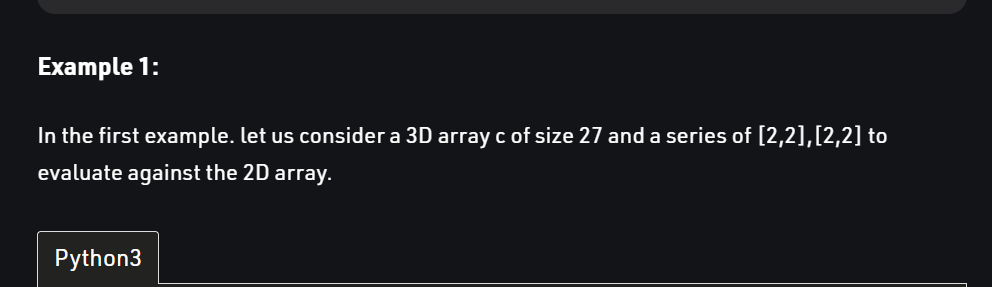 Example 1:
In the first example. let us consider a 3D array c of size 27 and a series of [2,2],[2,2] to
evaluate against the 2D array.
Python3